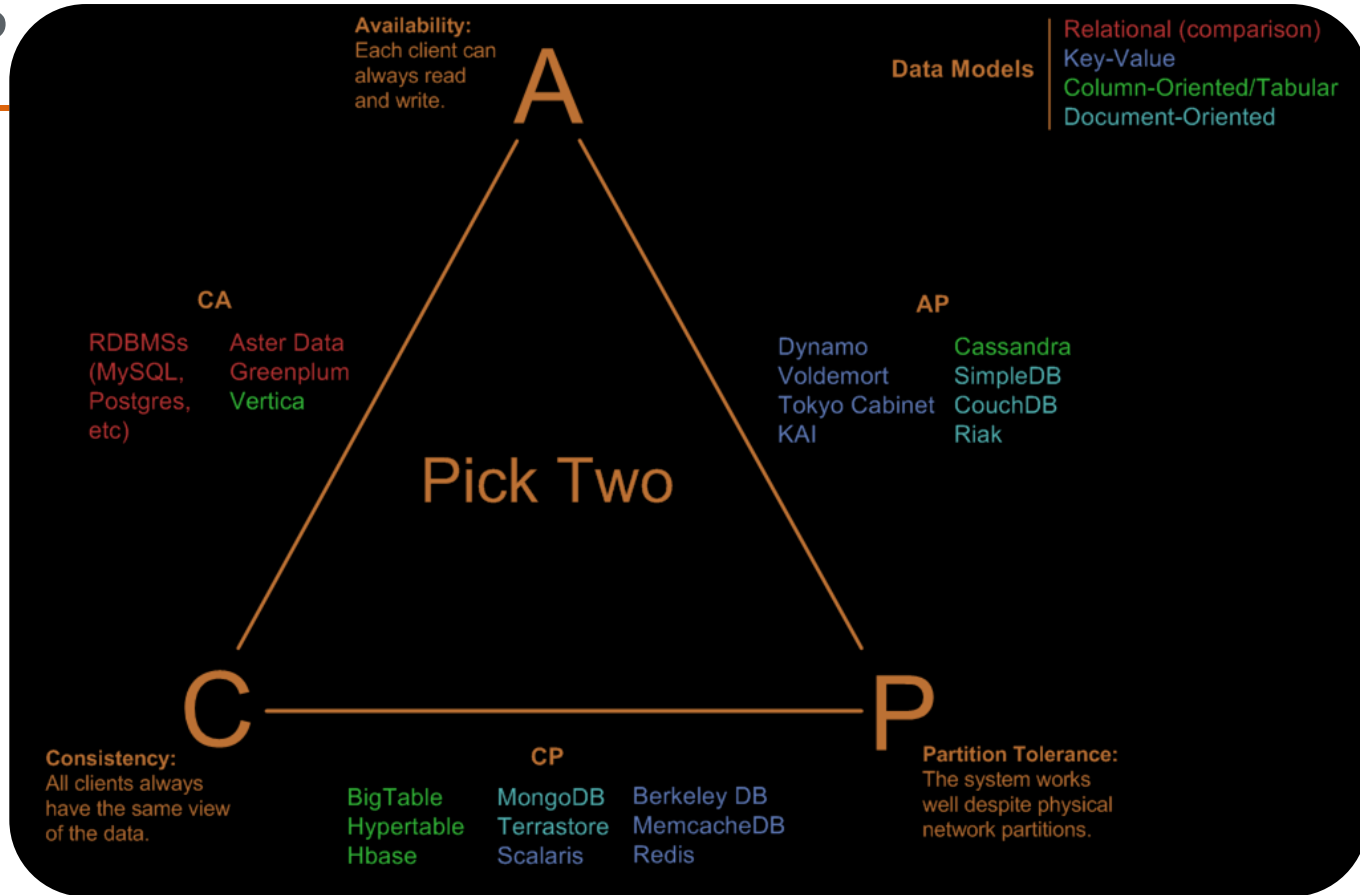 Availability:
Each client can
always read
and write.
A
Data Models
Relational (comparison)
Key-Value
Column-Oriented/Tabular
Document-Oriented
CA
RDBMSs
(MySQL,
Postgres,
etc)
Aster Data
Greenplum
Vertica
AP
Dynamo
Voldemort
Tokyo Cabinet
KAI
Cassandra
SimpleDB
CouchDB
Riak
Pick Two
C
Consistency:
All clients always
have the same view
of the data.
CP
BigTable
Hypertable
Hbase
MongoDB
Terrastore
Scalaris
Berkeley DB
MemcacheDB
Redis
P
Partition Tolerance:
The system works
well despite physical
network partitions.